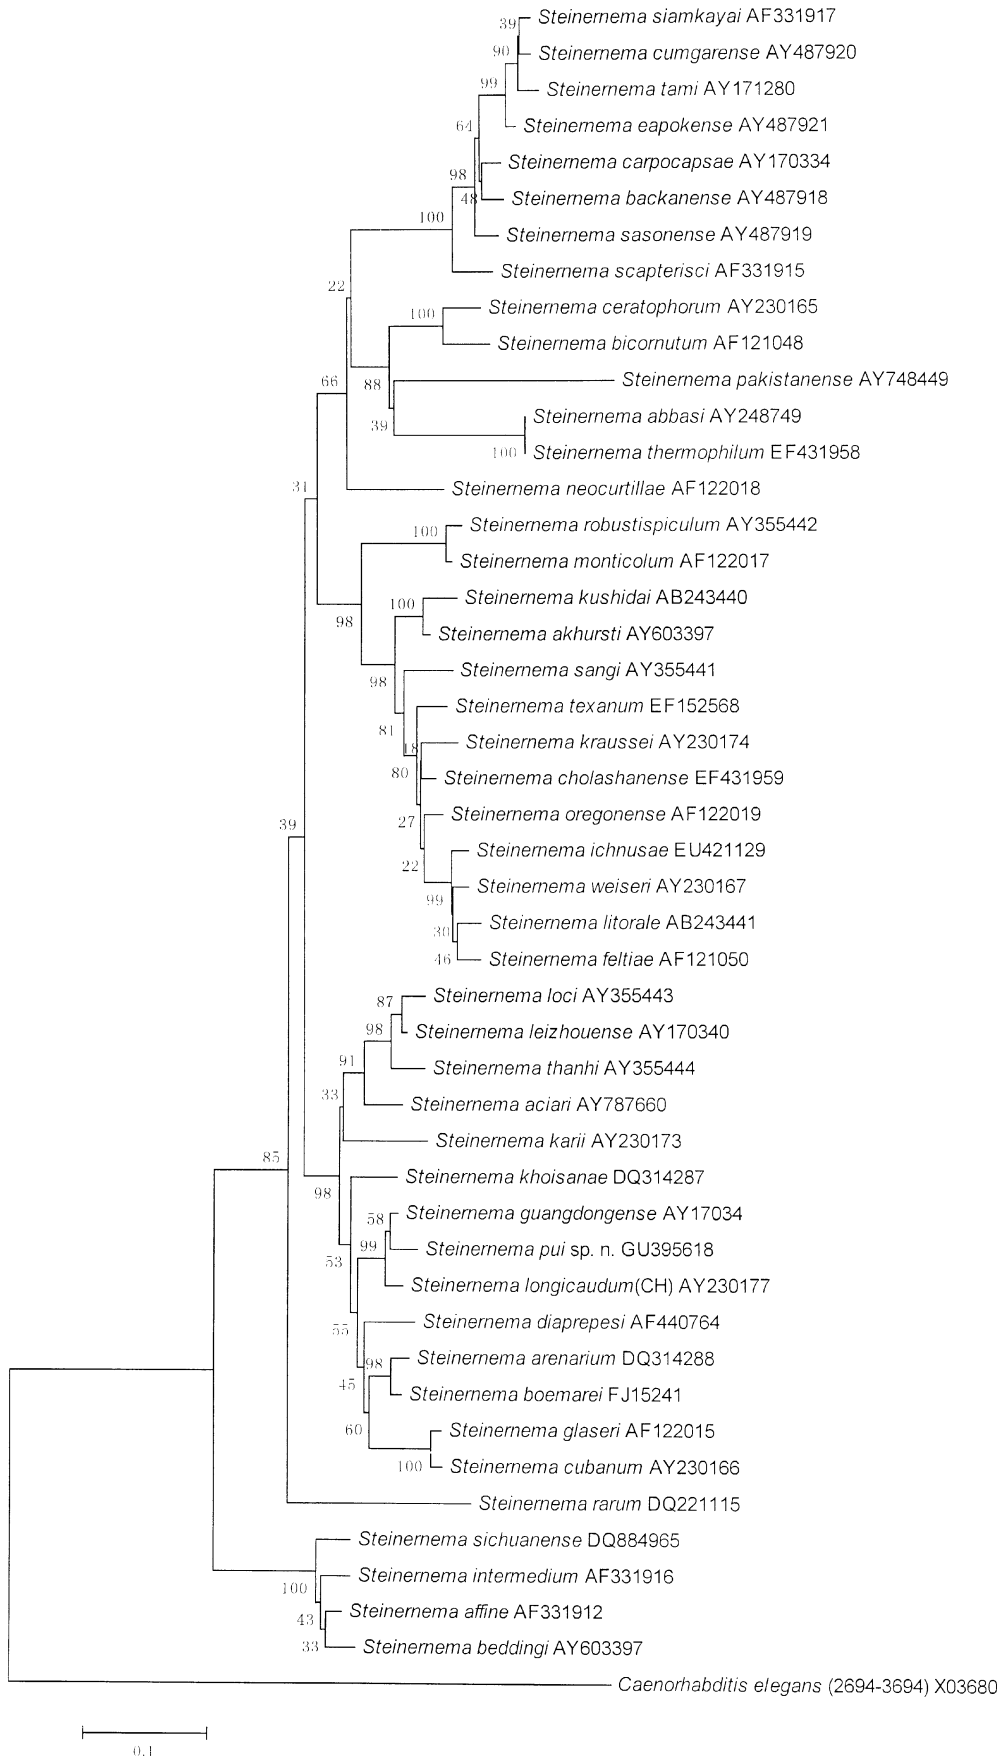 39
Steinernema siamkayai AF331917
90
Steinernema cumgarense AY487920
99
Steinernema tami AY171280
64
Steinernema eapokense AY487921
98
Steinernema carpocapsae AY170334
48
Steinernema backanense AY487918
100
Steinernema sasonense AY487919
Steinernema scapterisci AF331915
22
100
Steinernema ceratophorum AY230165
Steinernema bicornutum AF121048
66
88
Steinernema pakistanense AY748449
39
Steinernema abbasi AY248749
100
Steinernema thermophilum EF431958
31
Steinernema neocurtillae AF122018
100
Steinernema robustispiculum AY355442
Steinernema monticolum AF122017
98
100
Steinernema kushidai AB243440
Steinernema akhursti AY603397
98
Steinernema sangi AY355441
81
Steinernema texanum EF152568
18
Steinernema kraussei AY230174
80
Steinernema cholashanense EF431959
27
Steinernema oregonense AF122019
39
22
Steinernema ichnusae EU421129
99
Steinernema weiseri AY230167
30
Steinernema litorale AB243441
46
Steinernema feltiae AF121050
87
Steinernema loci AY355443
98
Steinernema leizhouense AY170340
91
Steinernema thanhi AY355444
33
Steinernema aciari AY787660
Steinernema karii AY230173
85
98
Steinernema khoisanae DQ314287
58
Steinernema guangdongense AY17034
53
99
Steinernema pui sp. n. GU395618
Steinernema longicaudum(CH) AY230177
55
Steinernema diaprepesi AF440764
45
98
Steinernema arenarium DQ314288
Steinernema boemarei FJ15241
60
Steinernema glaseri AF122015
100
Steinernema cubanum AY230166
Steinernema rarum DQ221115
Steinernema sichuanense DQ884965
100
Steinernema intermedium AF331916
43
Steinernema affine AF331912
33
Steinernema beddingi AY603397
Caenorhabditis elegans (2694-3694) X03680
0.1